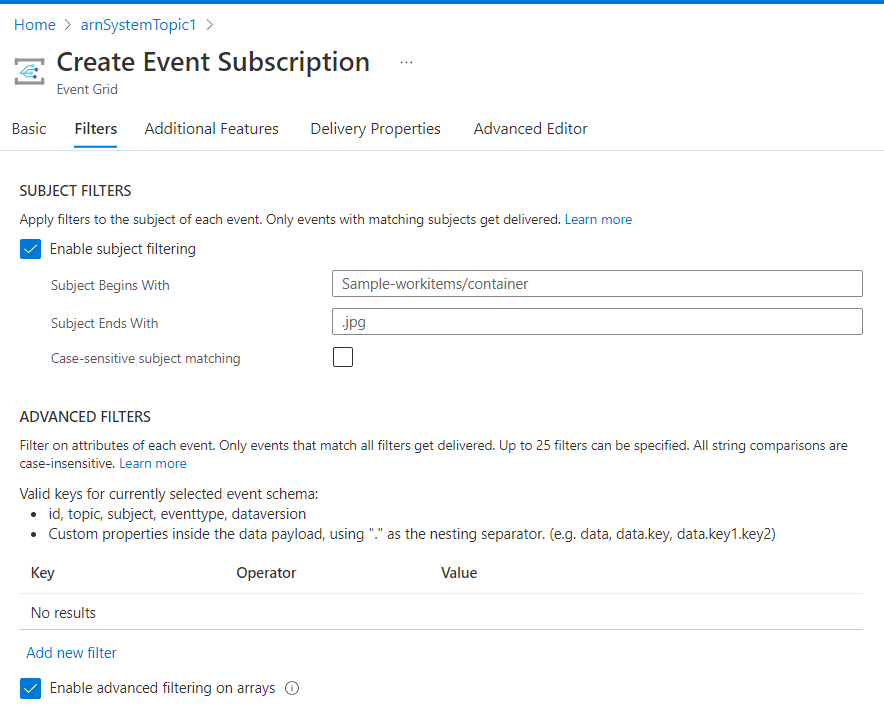 Home > arnSystemTopic1 >
Create Event Subscription ...
Event Grid
Basic Filters Additional Features Delivery Properties Advanced Editor
SUBJECT FILTERS
Apply filters to the subject of each event. Only events with matching subjects get delivered. Learn more
Enable subject filtering
Subject Begins With Sample-workitems/container
Subject Ends With .jpg
Case-sensitive subject matching
ADVANCED FILTERS
Filter on attributes of each event. Only events that match all filters get delivered. Up to 25 filters can be specified. All string comparisons are
case-insensitive. Learn more
Valid keys for currently selected event schema:
• id, topic, subject, eventtype, dataversion
• Custom properties inside the data payload, using "." as the nesting separator. (e.g. data, data.key, data.key1.key2)
Key Operator Value
No results
Add new filter
Enable advanced filtering on arrays